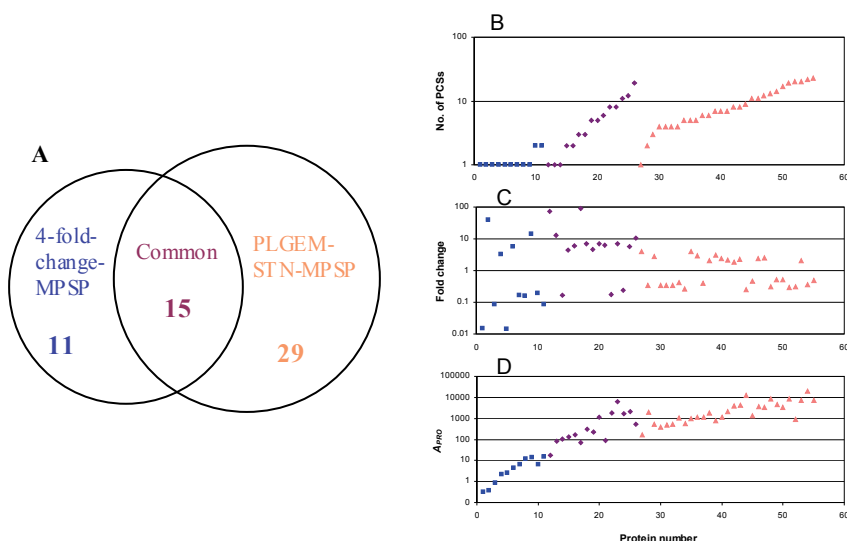 A
4-fold-
change-
MPSP
11
Common
15
PLGEM-
STN-MPSP
29
B
No. of PCSs
100
10
1
0 10 20 30 40 50 60
C
Fold change
100
10
1
0.1
0.01
0 10 20 30 40 50 60
D
APRO
100000
10000
1000
100
10
0
0 10 20 30 40 50 60
Protein number